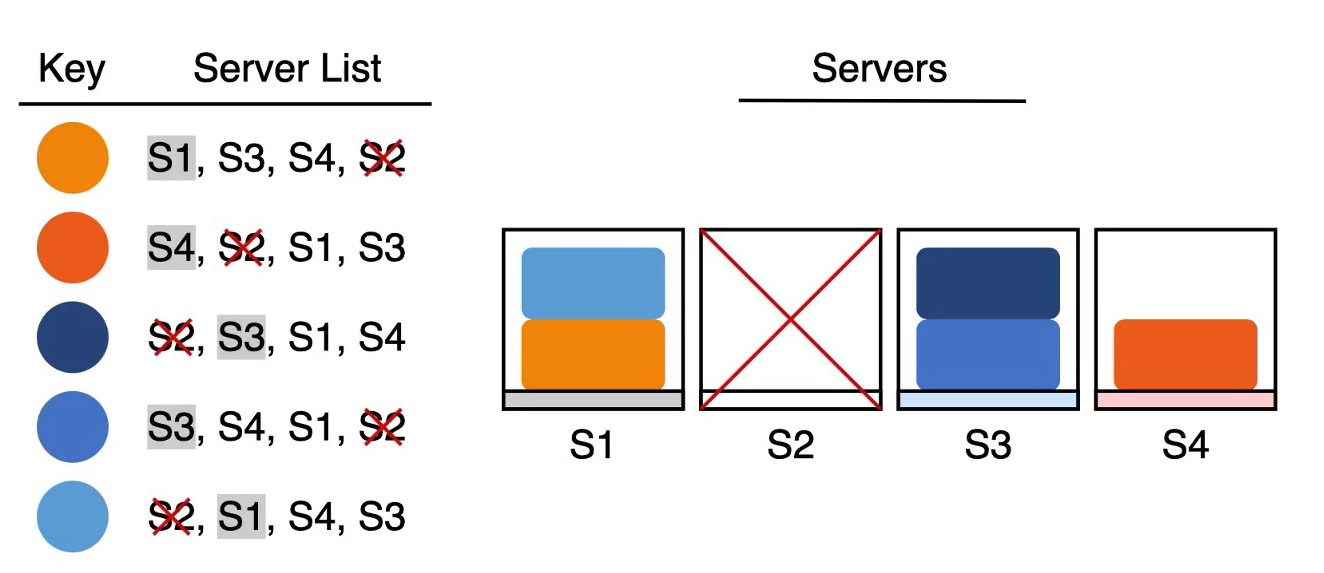 Key Server List
Servers
S1, S3, S4, S2
S4, S2, S1, S3
S2, S3, S1, S4
S3, S4, S1, S2
S2, S1, S4, S3
S1 S2 S3 S4